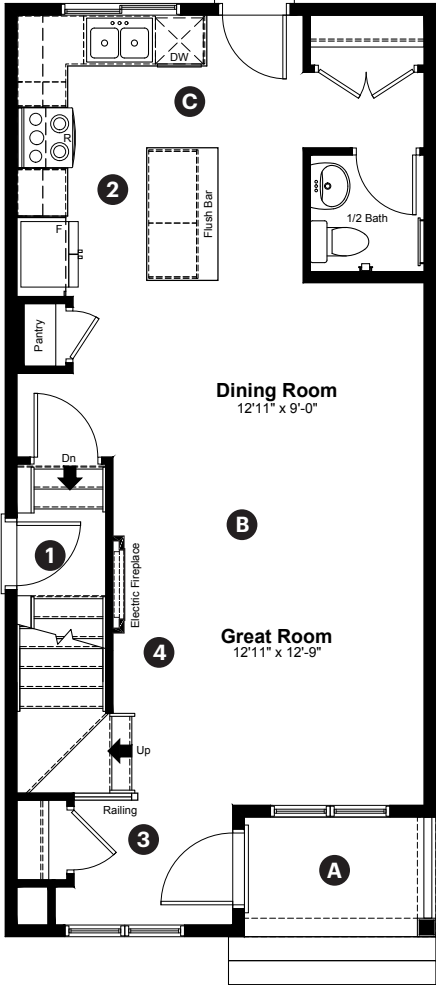 DW
C
R
2
Flush Bar
1/2 Bath
F
Pantry
Dining Room
12'11" x 9'-0"
Dn
B
1
Electric Fireplace
Great Room
12'11" x 12'-9"
4
Up
Railing
3
A